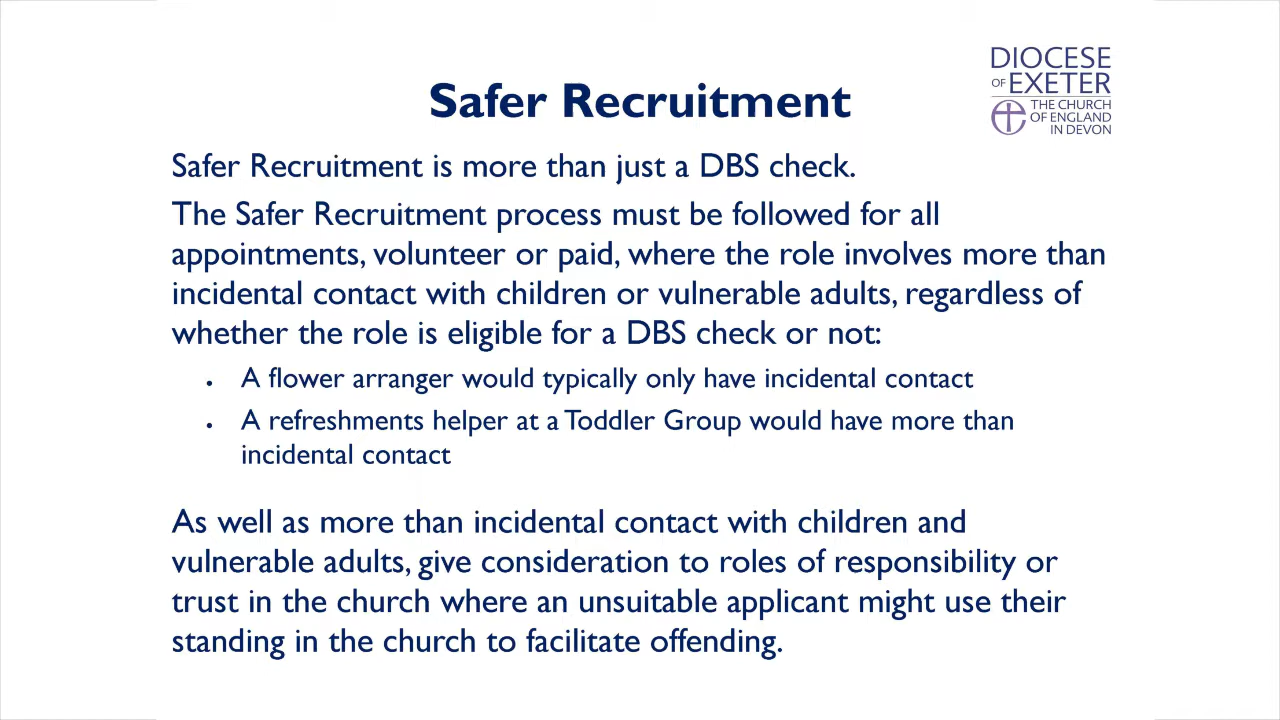 DIOCESE
OF EXETER
THE CHURCH
OF ENGLAND
IN DEVON
Safer Recruitment
Safer Recruitment is more than just a DBS check.
The Safer Recruitment process must be followed for all
appointments, volunteer or paid, where the role involves more than
incidental contact with children or vulnerable adults, regardless of
whether the role is eligible for a DBS check or not:
• A flower arranger would typically only have incidental contact
• A refreshments helper at a Toddler Group would have more than
incidental contact
As well as more than incidental contact with children and
vulnerable adults, give consideration to roles of responsibility or
trust in the church where an unsuitable applicant might use their
standing in the church to facilitate offending.